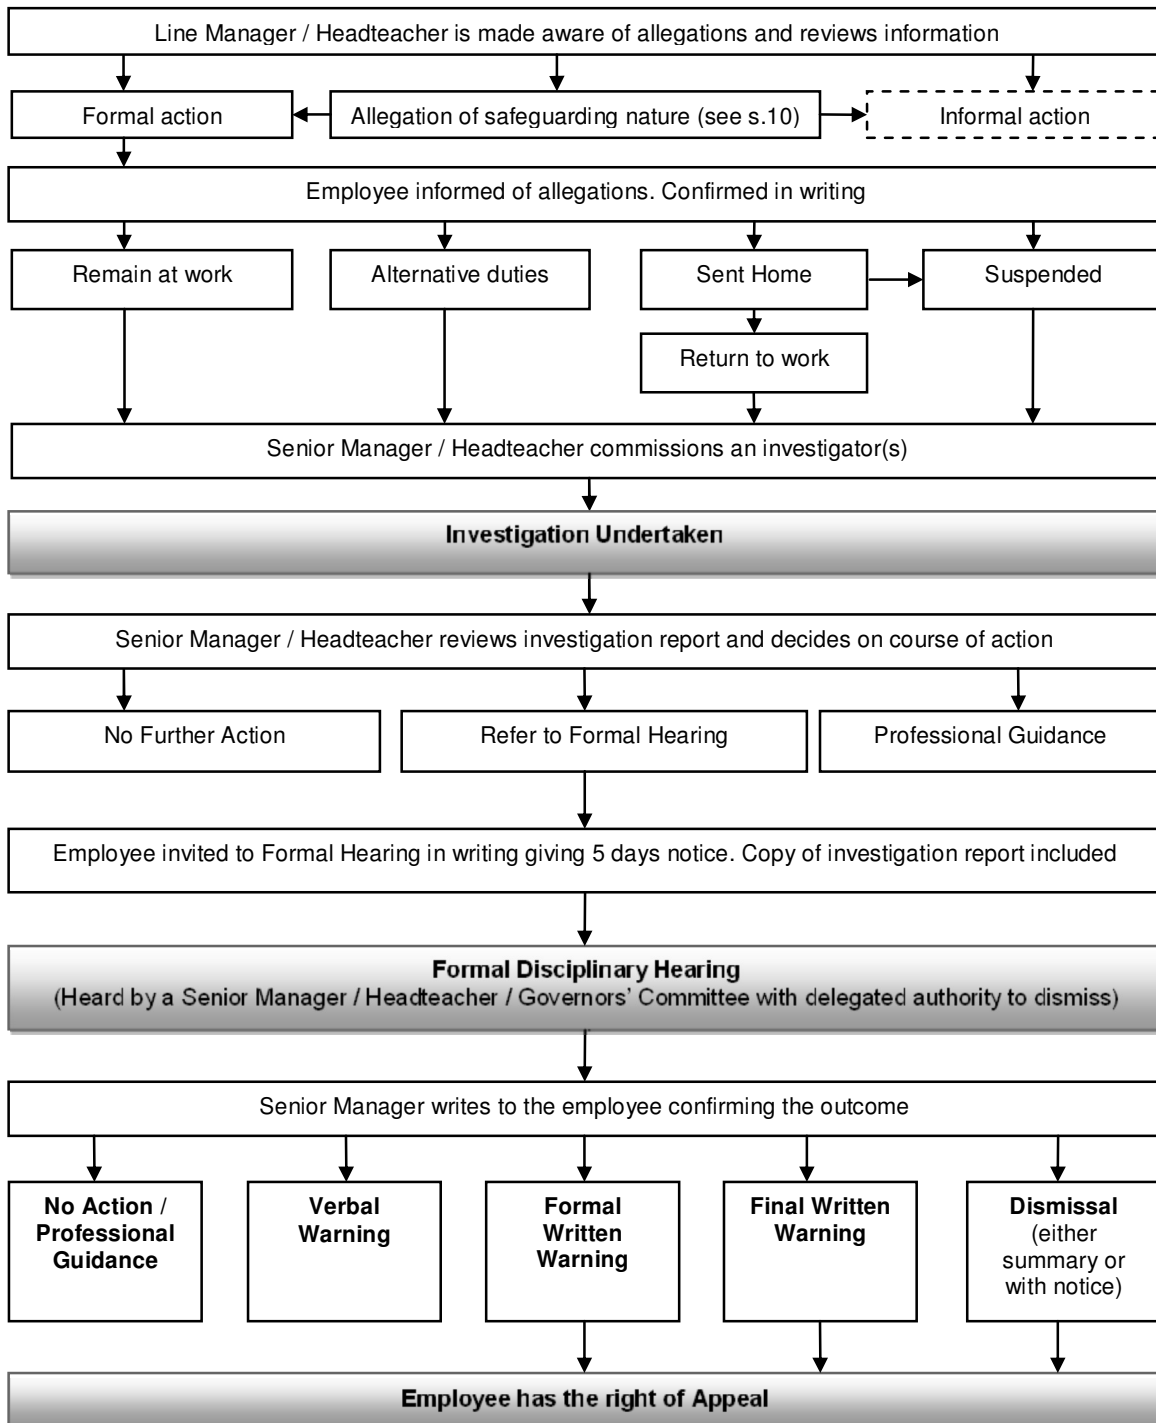 Line Manager / Headteacher is made aware of allegations and reviews information
Formal action
Allegation of safeguarding nature (see s.10)
Informal action
Employee informed of allegations. Confirmed in writing
Remain at work
Alternative duties
Sent Home
Suspended
Return to work
Senior Manager / Headteacher commissions an investigator(s)
Investigation Undertaken
Senior Manager / Headteacher reviews investigation report and decides on course of action
No Further Action
Refer to Formal Hearing
Professional Guidance
Employee invited to Formal Hearing in writing giving 5 days notice. Copy of investigation report included
Formal Disciplinary Hearing
(Heard by a Senior Manager / Headteacher / Governors' Committee with delegated authority to dismiss)
Senior Manager writes to the employee confirming the outcome
No Action /
Professional
Guidance
Verbal
Warning
Formal
Written
Warning
Final Written
Warning
Dismissal
(either
summary or
with notice)
Employee has the right of Appeal